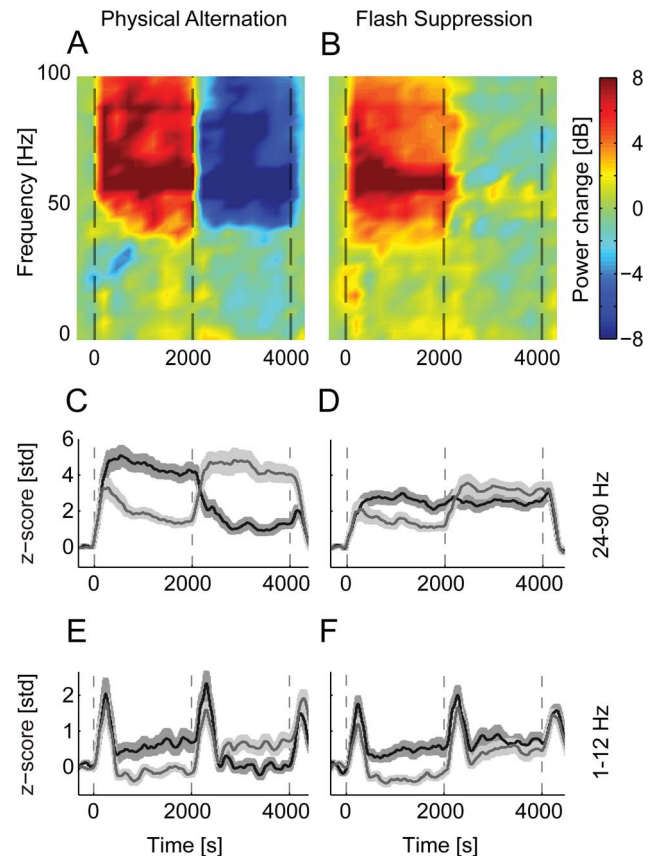 Physical Alternation
Flash Suppression
A
B
100
50
0
Frequency [Hz]
0 2000 4000
0 2000 4000
8
4
0
−4
−8
Power change [dB]
C
D
6
4
2
0
z−score [std]
0 2000 4000
0 2000 4000
24-90 Hz
E
F
2
1
0
z−score [std]
0 2000 4000
0 2000 4000
1-12 Hz
Time [s]
Time [s]